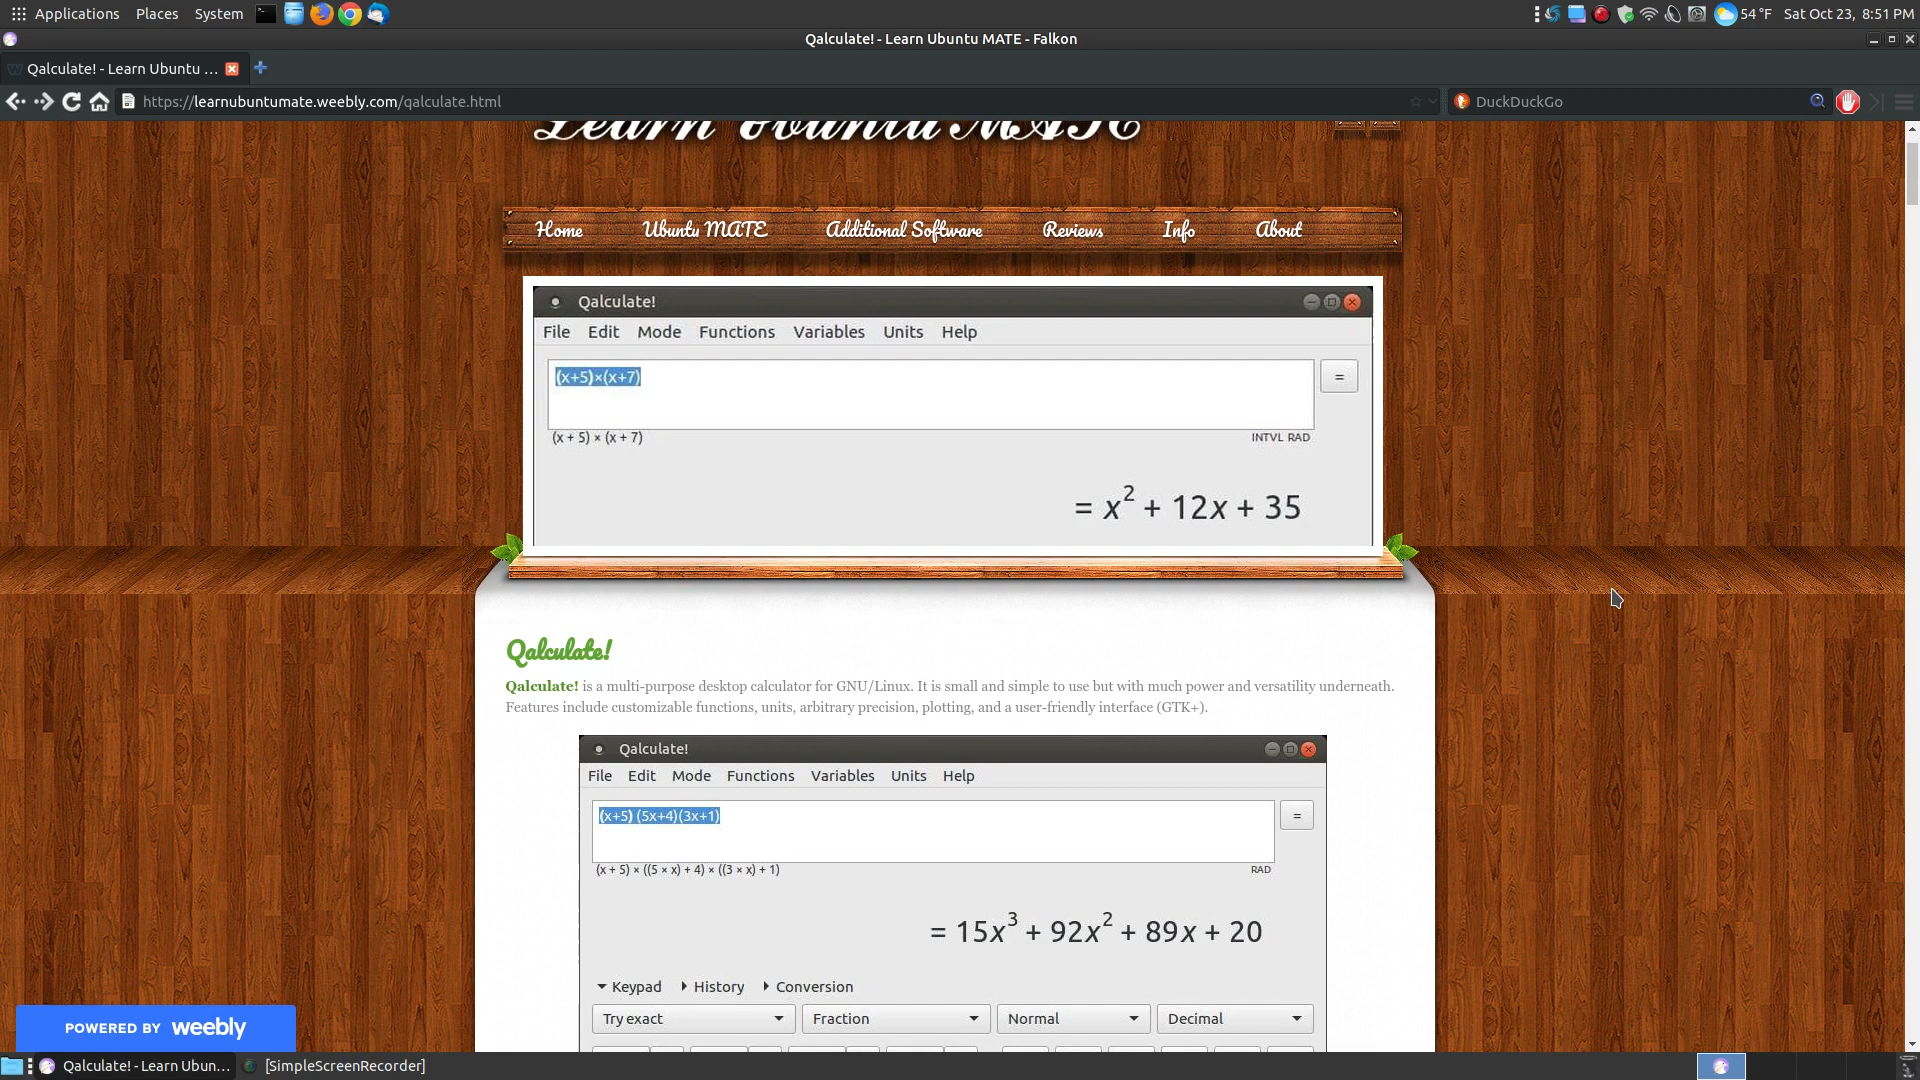 Applications Places System 54 °F Sat Oct 23, 8:51 PM
Qalculate! - Learn Ubuntu MATE - Falkon
Qalculate! - Learn Ubuntu ...
https://learnubuntumate.weebly.com/qalculate.html DuckDuckGo
Learn Ubuntu MATE
Home Ubuntu MATE Additional Software Reviews Info About
Qalculate!
File Edit Mode Functions Variables Units Help
(x+5)×(x+7) =
(x + 5) × (x + 7) INTVL RAD
= x² + 12x + 35
Qalculate!
Qalculate! is a multi-purpose desktop calculator for GNU/Linux. It is small and simple to use but with much power and versatility underneath.
Features include customizable functions, units, arbitrary precision, plotting, and a user-friendly interface (GTK+).
Qalculate!
File Edit Mode Functions Variables Units Help
(x+5) (5x+4)(3x+1) =
(x + 5) × ((5 × x) + 4) × ((3 × x) + 1) RAD
= 15x³ + 92x² + 89x + 20
Keypad History Conversion
Try exact Fraction Normal Decimal
POWERED BY weebly
Qalculate! - Learn Ubun... [SimpleScreenRecorder]